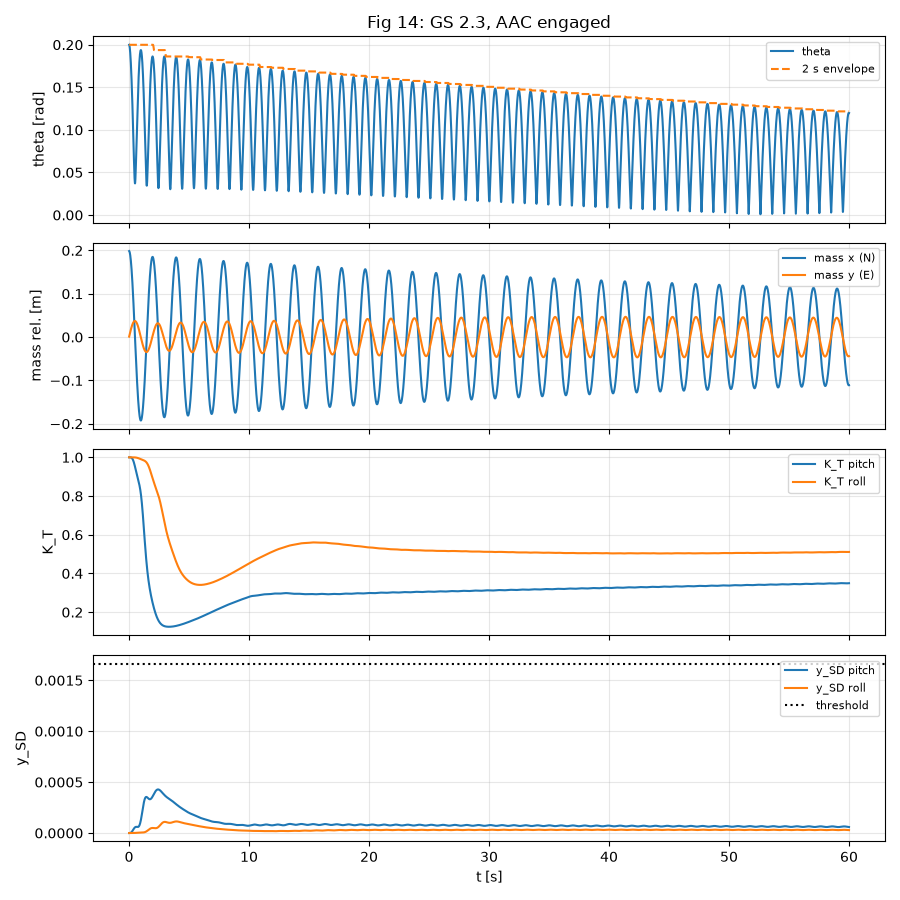 Fig 14: GS 2.3, AAC engaged
theta [rad]
0.20
0.15
0.10
0.05
0.00
theta
2 s envelope
mass rel. [m]
0.2
0.1
0.0
−0.1
−0.2
mass x (N)
mass y (E)
K_T
1.0
0.8
0.6
0.4
0.2
K_T pitch
K_T roll
y_SD
0.0015
0.0010
0.0005
0.0000
y_SD pitch
y_SD roll
threshold
0 10 20 30 40 50 60
t [s]